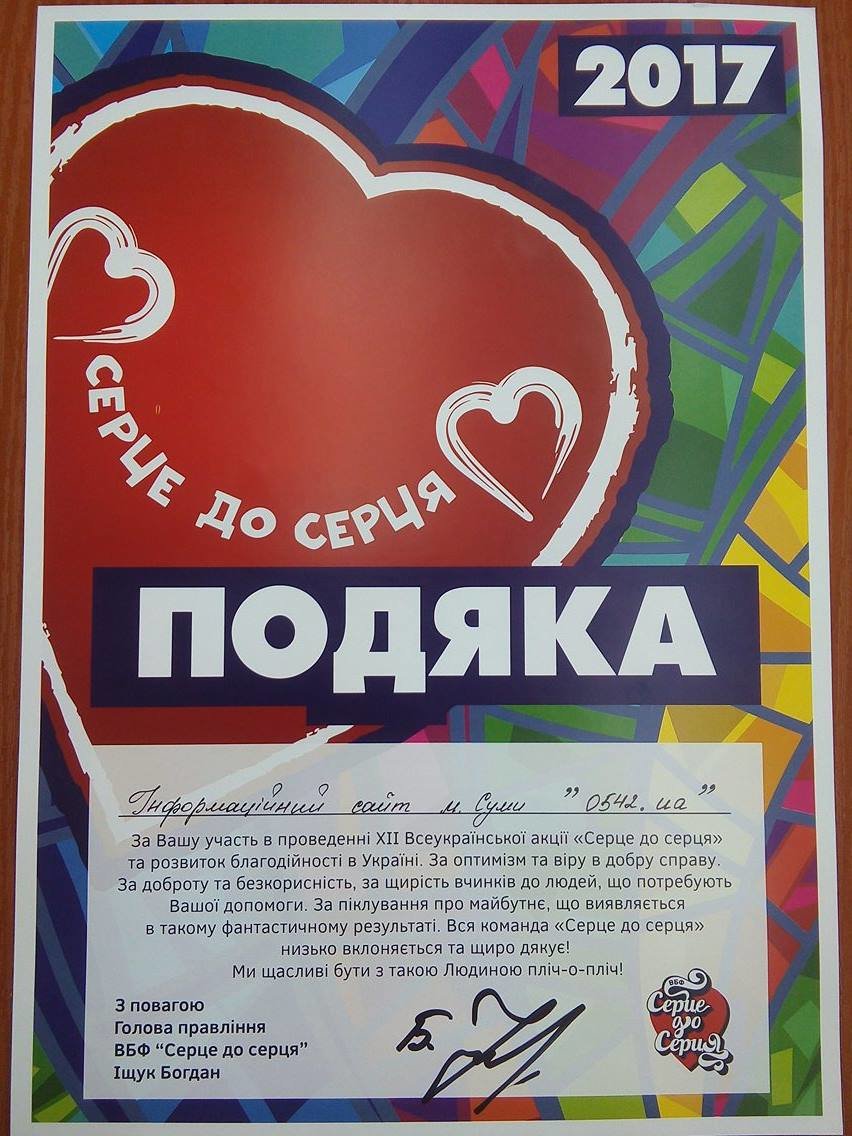 2017
СЕРЦЕ ДО СЕРЦЯ
ПОДЯКА
Інформаційний сайт м. Суми "0542.ua"
За Вашу участь в проведенні XII Всеукраїнської акції «Серце до серця»
та розвиток благодійності в Україні. За оптимізм та віру в добру справу.
За доброту та безкорисність, за щирість вчинків до людей, що потребують
Вашої допомоги. За піклування про майбутнє, що виявляється
в такому фантастичному результаті. Вся команда «Серце до серця»
низько вклоняється та щиро дякує!
Ми щасливі бути з такою Людиною пліч-о-пліч!
З повагою
Голова правління
ВБФ "Серце до серця"
Іщук Богдан
Б.
ВБФ
Серце
до
Серця